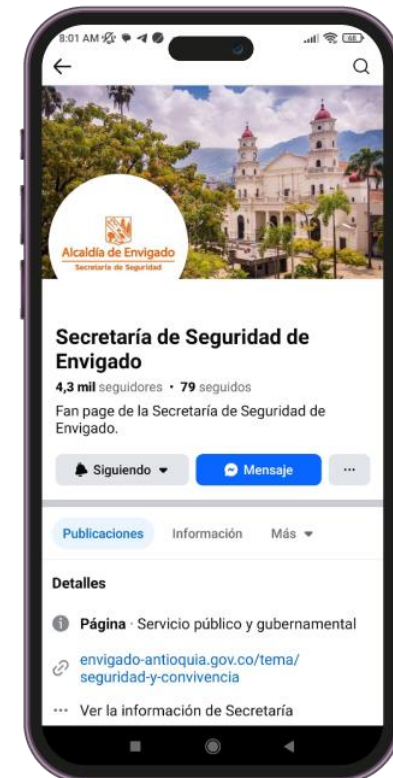 8:01 AM
68
Alcaldía de Envigado
Secretaría de Seguridad
Secretaría de Seguridad de
Envigado
4,3 mil seguidores • 79 seguidos
Fan page de la Secretaría de Seguridad de
Envigado.
Siguiendo
Mensaje
Publicaciones Información Más
Detalles
Página · Servicio público y gubernamental
envigado-antioquia.gov.co/tema/
seguridad-y-convivencia
Ver la información de Secretaría